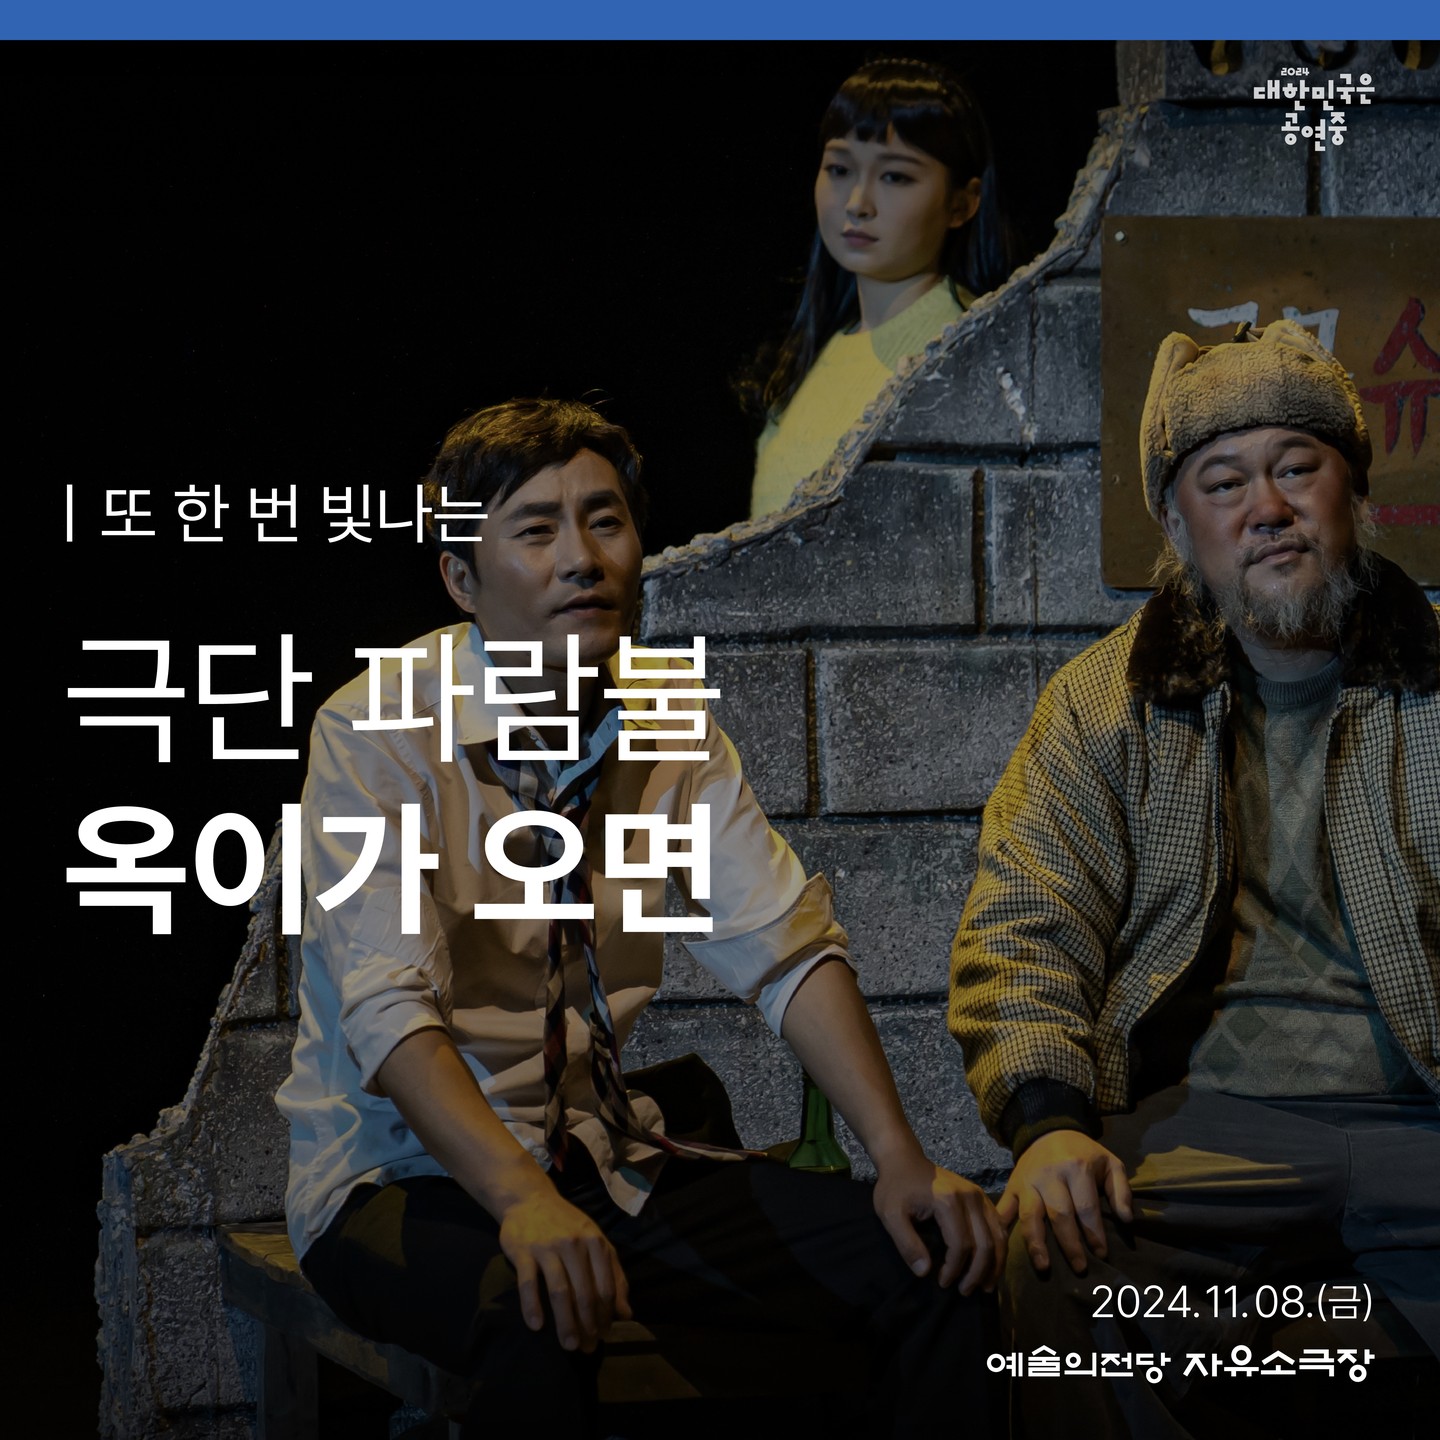 2024
대한민국은
공연중
슈
| 또 한 번 빛나는
극단 파람불
옥이가 오면
2024.11.08.(금)
예술의전당 자유소극장